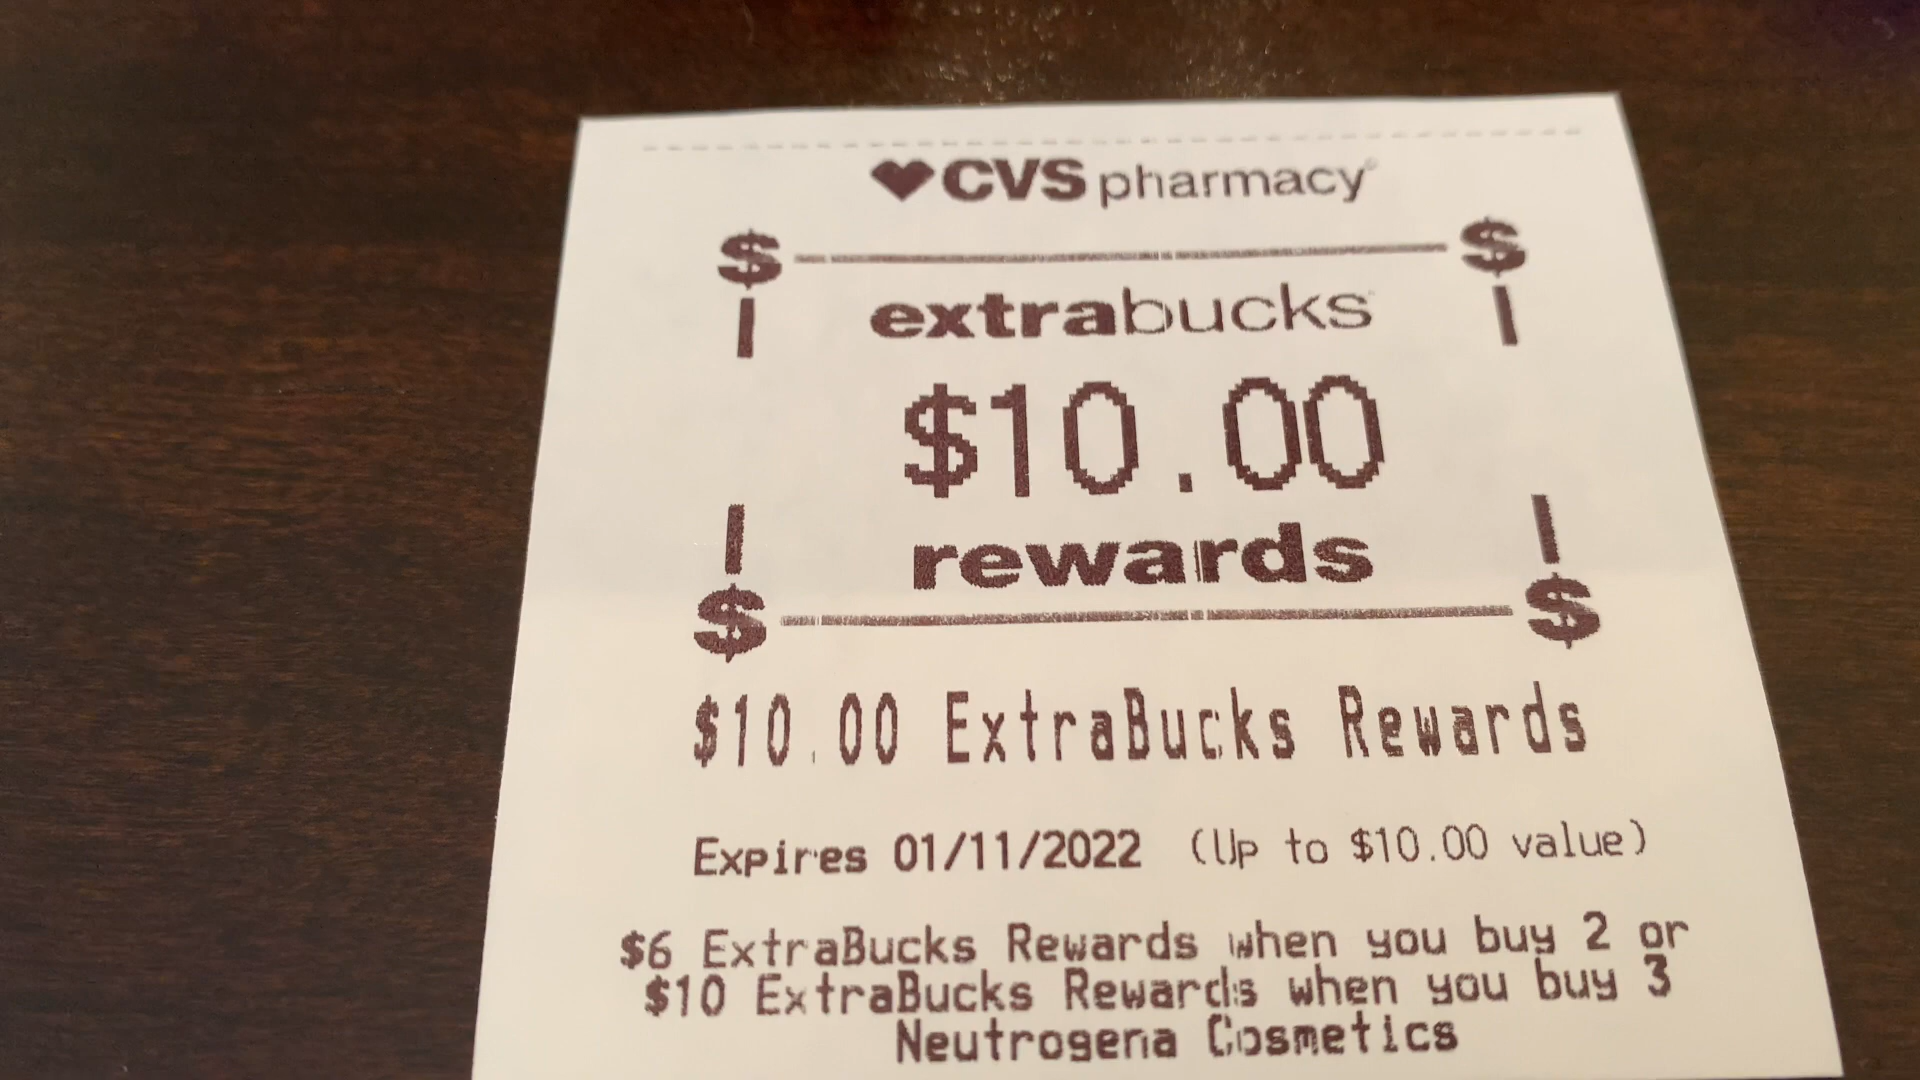 CVS pharmacy®
$ $
extrabucks
$10.00
rewards
$ $
$10.00 ExtraBucks Rewards
Expires 01/11/2022 (Up to $10.00 value)
$6 ExtraBucks Rewards when you buy 2 or
$10 ExtraBucks Rewards when you buy 3
Neutrogena Cosmetics